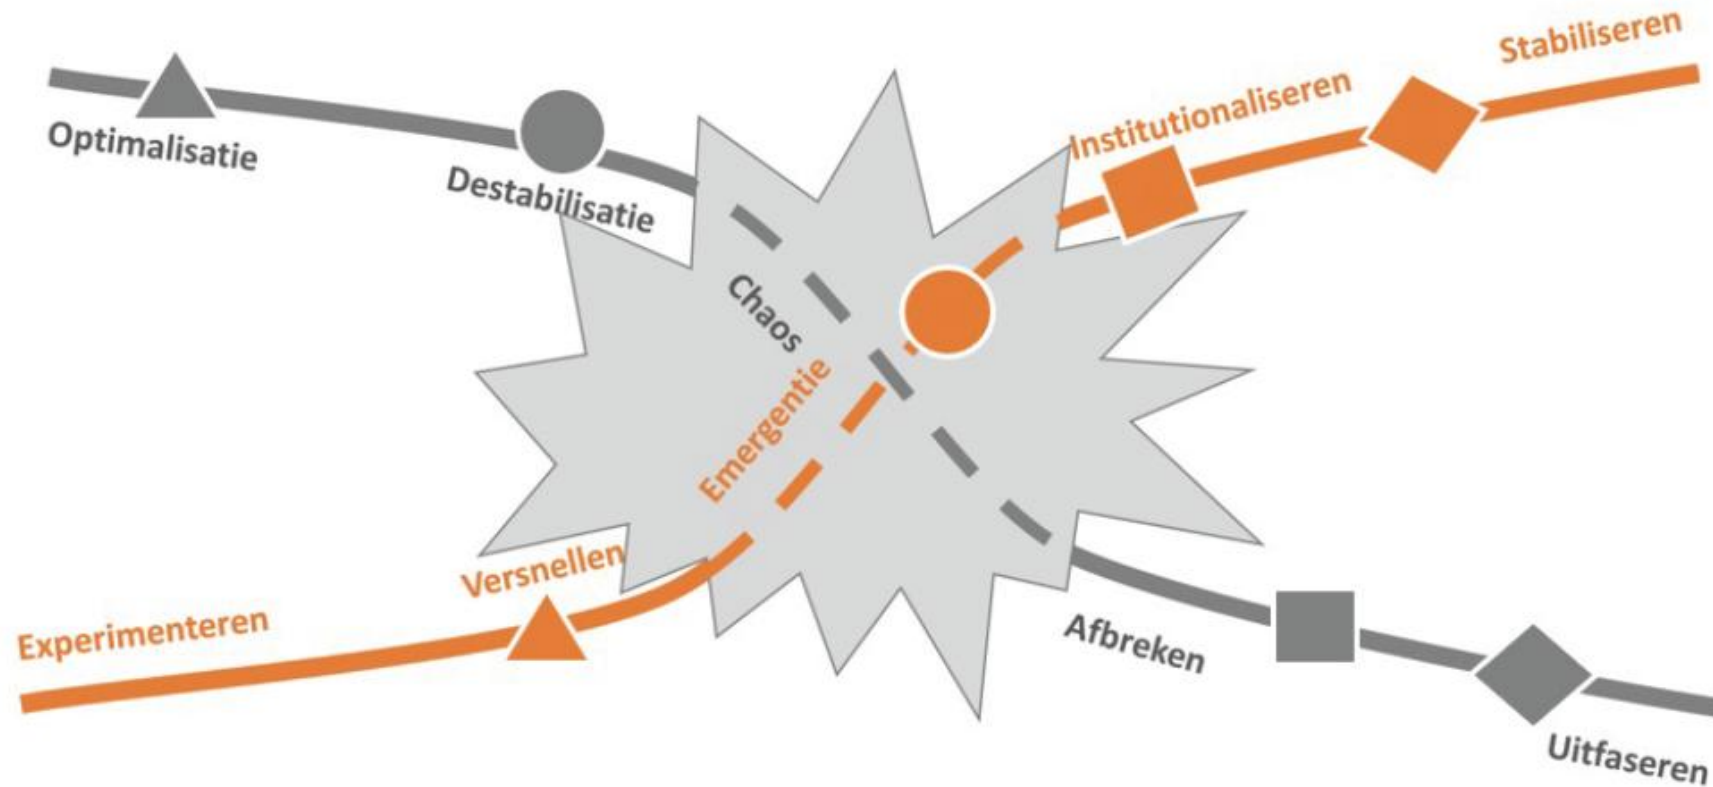 Stabiliseren
Institutionaliseren
Optimalisatie
Destabilisatie
Chaos
Emergentie
Versnellen
Experimenteren
Afbreken
Uitfaseren